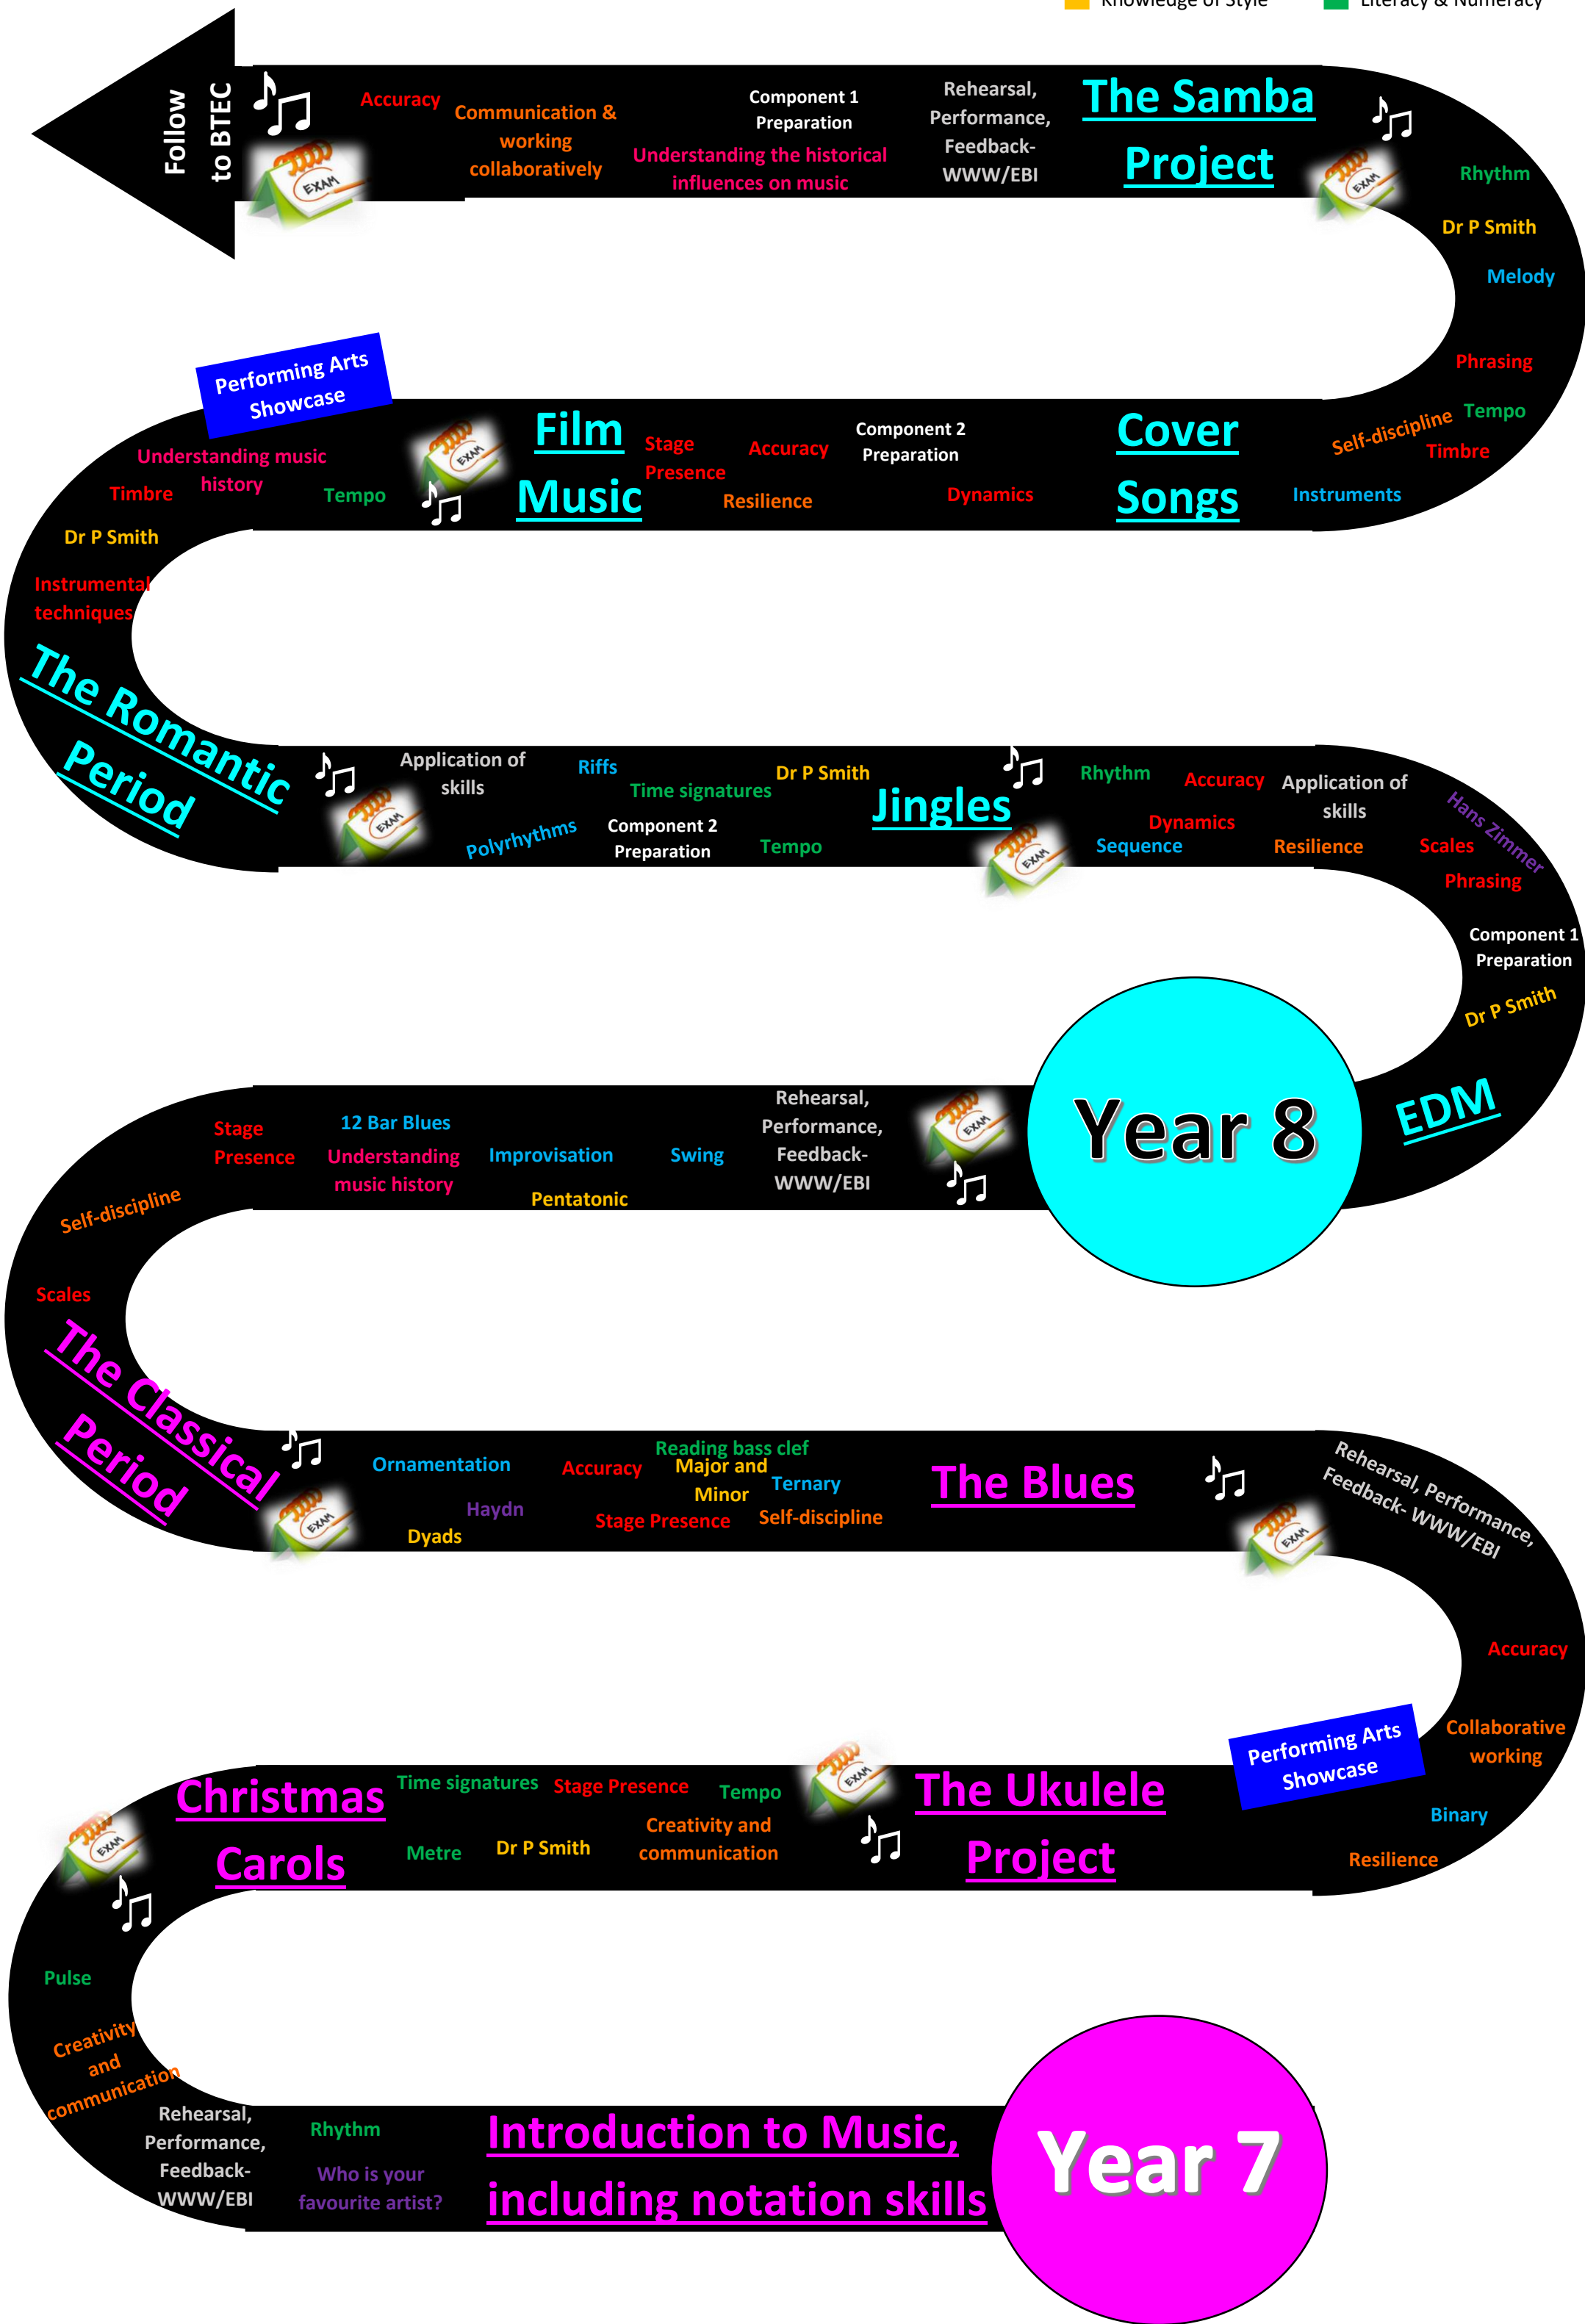 Knowledge of Style
Literacy & Numeracy
Follow
to BTEC
Accuracy
Communication &
working
collaboratively
Component 1
Preparation
Understanding the historical
influences on music
Rehearsal,
Performance,
Feedback-
WWW/EBI
The Samba
Project
EXAM
EXAM
Rhythm
Dr P Smith
Melody
Phrasing
Tempo
Self-discipline
Timbre
Instruments
Performing Arts
Showcase
Understanding music
history
Timbre
Tempo
Dr P Smith
Instrumental
techniques
EXAM
Film
Music
Stage
Presence
Accuracy
Resilience
Component 2
Preparation
Dynamics
Cover
Songs
The Romantic
Period
EXAM
Application of
skills
Riffs
Time signatures
Dr P Smith
Polyrhythms
Component 2
Preparation
Tempo
Jingles
EXAM
Rhythm
Accuracy
Application of
skills
Dynamics
Sequence
Resilience
Scales
Hans Zimmer
Phrasing
Component 1
Preparation
Dr P Smith
EDM
Year 8
EXAM
Rehearsal,
Performance,
Feedback-
WWW/EBI
Stage
Presence
12 Bar Blues
Understanding
music history
Improvisation
Swing
Pentatonic
Self-discipline
Scales
The Classical
Period
EXAM
Ornamentation
Haydn
Dyads
Accuracy
Reading bass clef
Major and
Minor
Ternary
Stage Presence
Self-discipline
The Blues
EXAM
Rehearsal, Performance,
Feedback- WWW/EBI
Accuracy
Collaborative
working
Performing Arts
Showcase
Binary
Resilience
Christmas
Carols
Time signatures
Stage Presence
Tempo
Metre
Dr P Smith
Creativity and
communication
EXAM
The Ukulele
Project
EXAM
Pulse
Creativity
and
communication
Rehearsal,
Performance,
Feedback-
WWW/EBI
Rhythm
Who is your
favourite artist?
Introduction to Music,
including notation skills
Year 7